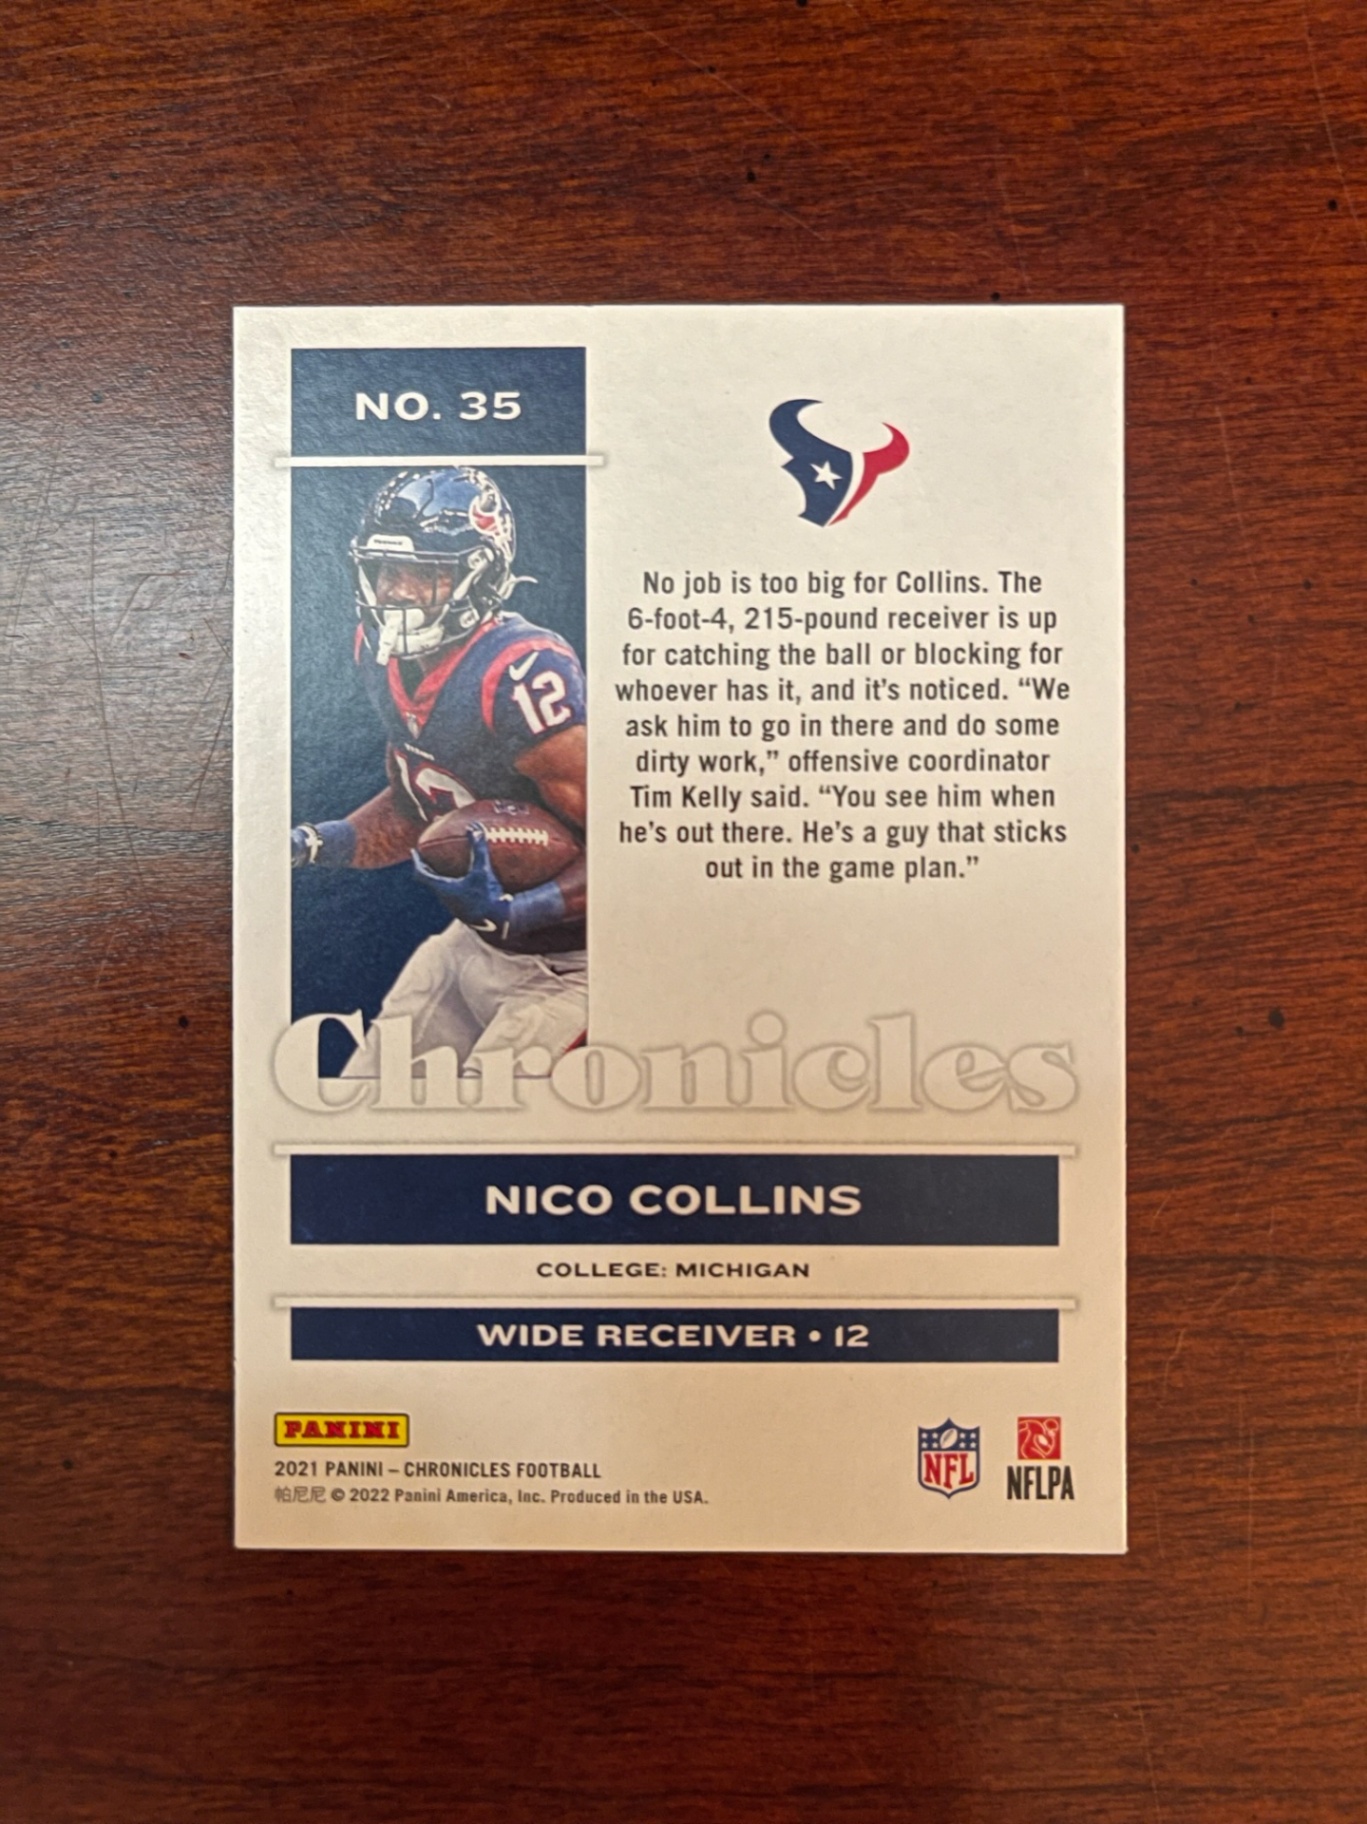 NO. 35
12
No job is too big for Collins. The
6-foot-4, 215-pound receiver is up
for catching the ball or blocking for
whoever has it, and it's noticed. “We
ask him to go in there and do some
dirty work,” offensive coordinator
Tim Kelly said. “You see him when
he's out there. He's a guy that sticks
out in the game plan.”
Chronicles
NICO COLLINS
COLLEGE: MICHIGAN
WIDE RECEIVER • 12
PANINI
2021 PANINI – CHRONICLES FOOTBALL
帕尼尼 © 2022 Panini America, Inc. Produced in the USA.
NFL
NFLPA